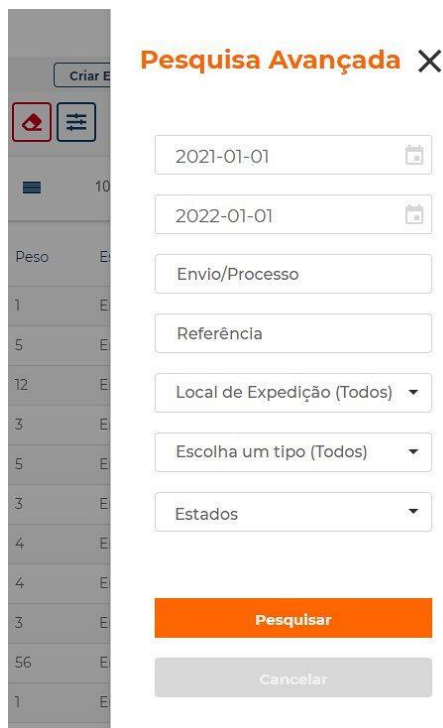 Pesquisa Avançada
Criar E
10
Peso
E
1 E
5 E
12 E
3 E
5 E
3 E
4 E
4 E
3 E
56 E
1 E
2021-01-01
2022-01-01
Envio/Processo
Referência
Local de Expedição (Todos)
Escolha um tipo (Todos)
Estados
Pesquisar
Cancelar